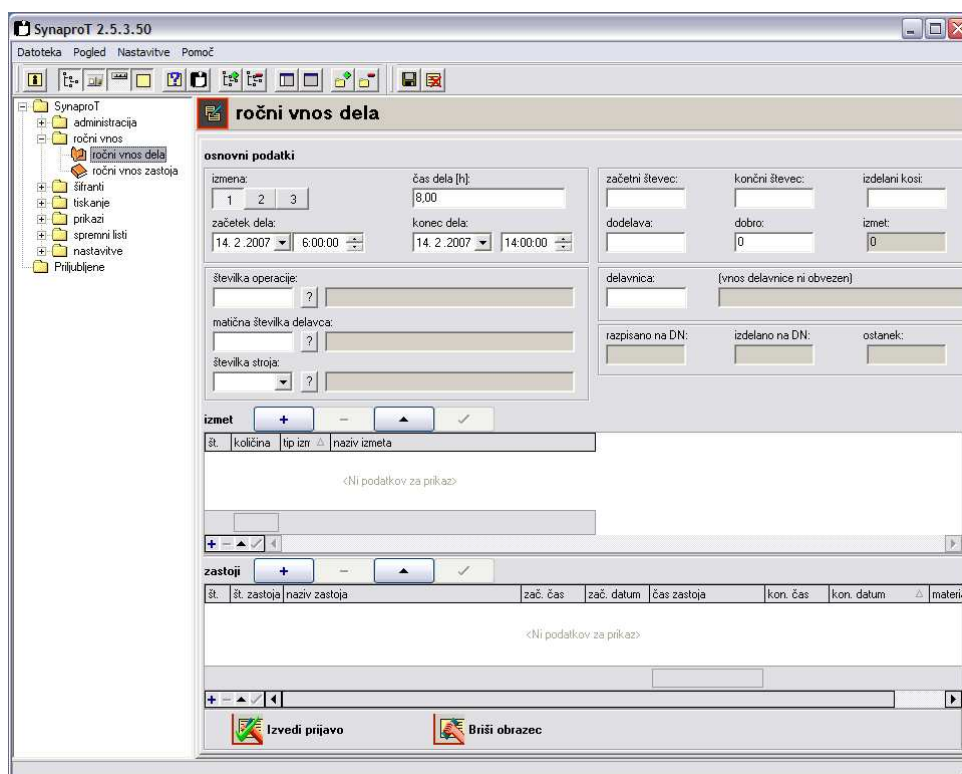 SynaproT 2.5.3.50
Datoteka Pogled Nastavitve Pomoč
SynaproT
administracija
ročni vnos
ročni vnos dela
ročni vnos zastoja
šifranti
tiskanje
prikazi
spremni listi
nastavitve
Priljubljene
ročni vnos dela
osnovni podatki
izmena: čas dela [h]:
1 2 3 8,00
začetek dela: konec dela:
14. 2 .2007 6:00:00 14. 2 .2007 14:00:00
začetni števec: končni števec: izdelani kosi:
dodelava: dobro: izmet:
0 0
številka operacije:
?
matična številka delavca:
?
številka stroja:
?
delavnica: (vnos delavnice ni obvezen)
razpisano na DN: izdelano na DN: ostanek:
izmet + −
št. količina tip izm naziv izmeta
<Ni podatkov za prikaz>
zastoji + −
št. št. zastoja naziv zastoja zač. čas zač. datum čas zastoja kon. čas kon. datum materia
<Ni podatkov za prikaz>
Izvedi prijavo Briši obrazec